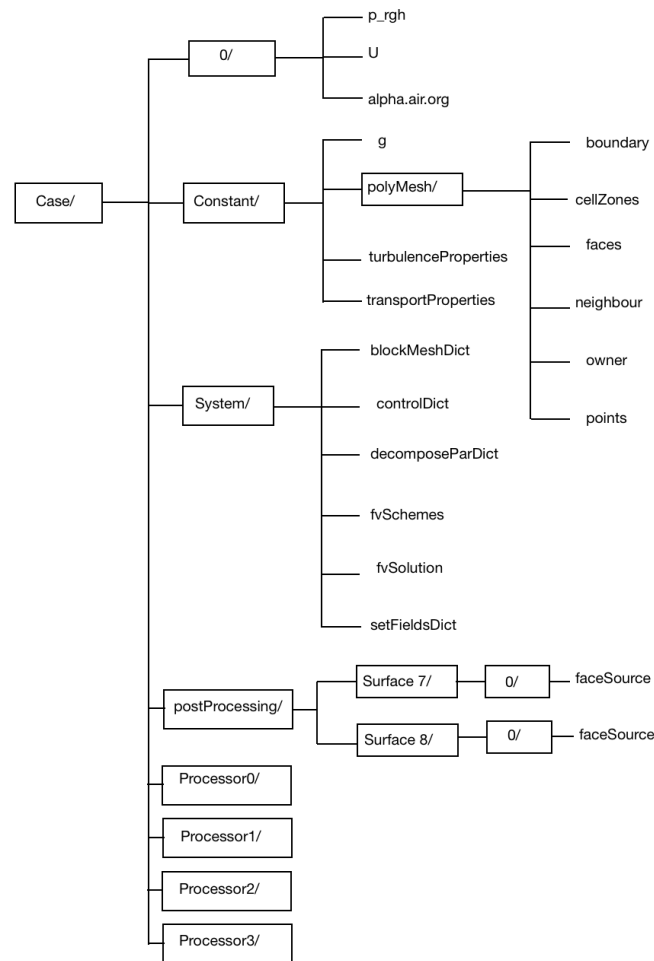 Case/
0/
p_rgh
U
alpha.air.org
Constant/
g
polyMesh/
boundary
cellZones
faces
neighbour
owner
points
turbulenceProperties
transportProperties
System/
blockMeshDict
controlDict
decomposeParDict
fvSchemes
fvSolution
setFieldsDict
postProcessing/
Surface 7/
0/
faceSource
Surface 8/
0/
faceSource
Processor0/
Processor1/
Processor2/
Processor3/